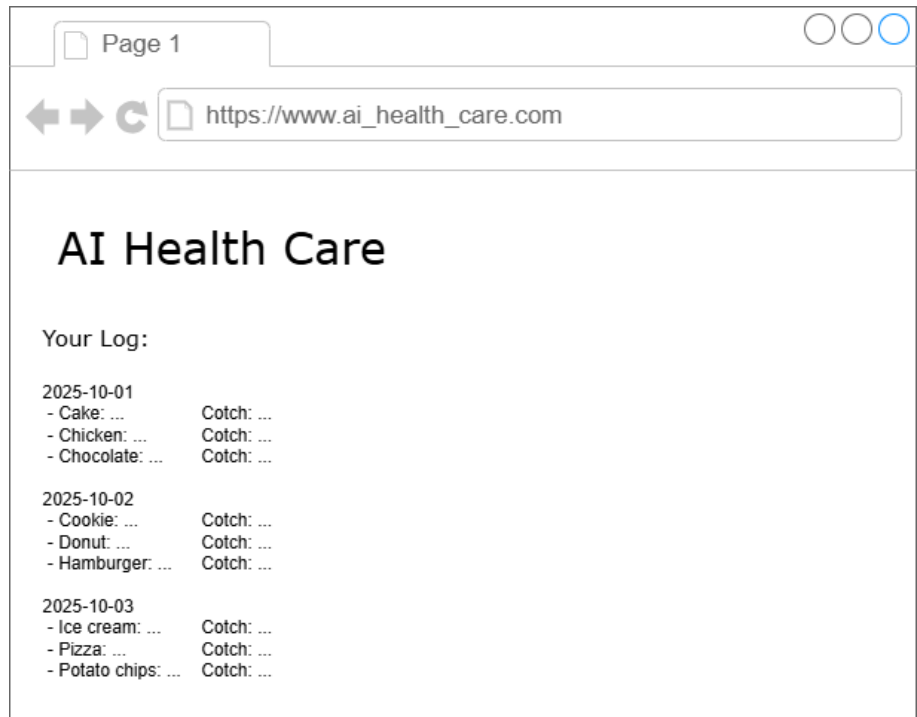 Page 1
https://www.ai_health_care.com
AI Health Care
Your Log:
2025-10-01
- Cake: ... Cotch: ...
- Chicken: ... Cotch: ...
- Chocolate: ... Cotch: ...
2025-10-02
- Cookie: ... Cotch: ...
- Donut: ... Cotch: ...
- Hamburger: ... Cotch: ...
2025-10-03
- Ice cream: ... Cotch: ...
- Pizza: ... Cotch: ...
- Potato chips: ... Cotch: ...